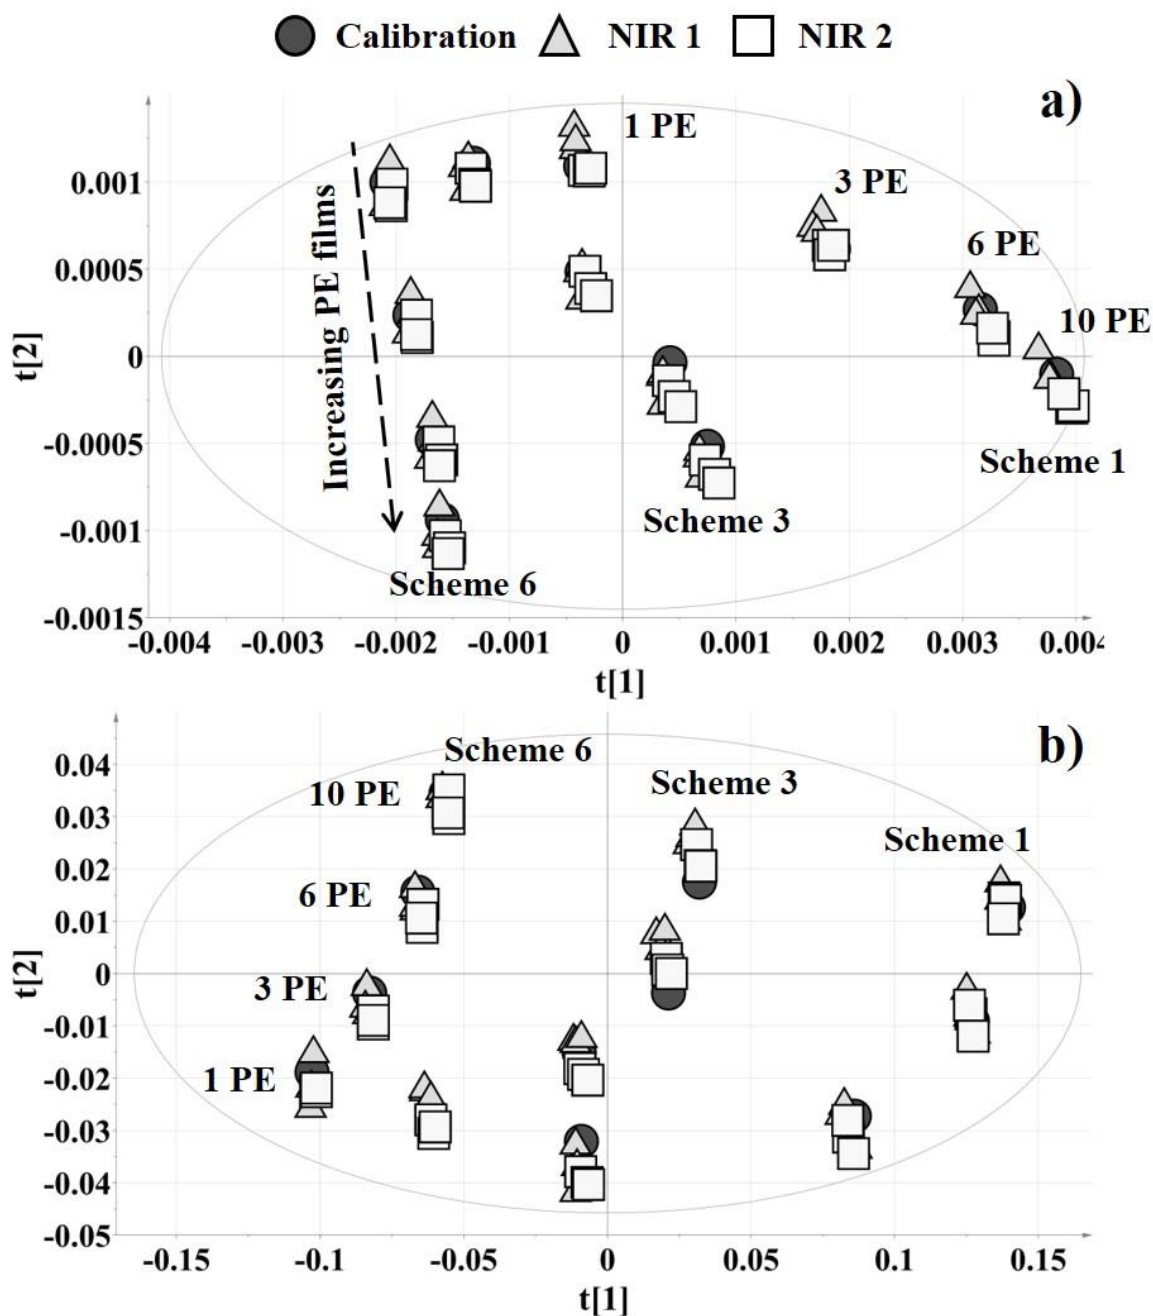 Calibration NIR 1 NIR 2
a)
1 PE
3 PE
6 PE
10 PE
Increasing PE films
Scheme 1
Scheme 3
Scheme 6
t[2]
0.001
0.0005
0
-0.0005
-0.001
-0.0015
-0.004 -0.003 -0.002 -0.001 0 0.001 0.002 0.003 0.004
t[1]
b)
Scheme 6
Scheme 3
Scheme 1
10 PE
6 PE
3 PE
1 PE
t[2]
0.04
0.03
0.02
0.01
0
-0.01
-0.02
-0.03
-0.04
-0.05
-0.15 -0.1 -0.05 0 0.05 0.1 0.15
t[1]